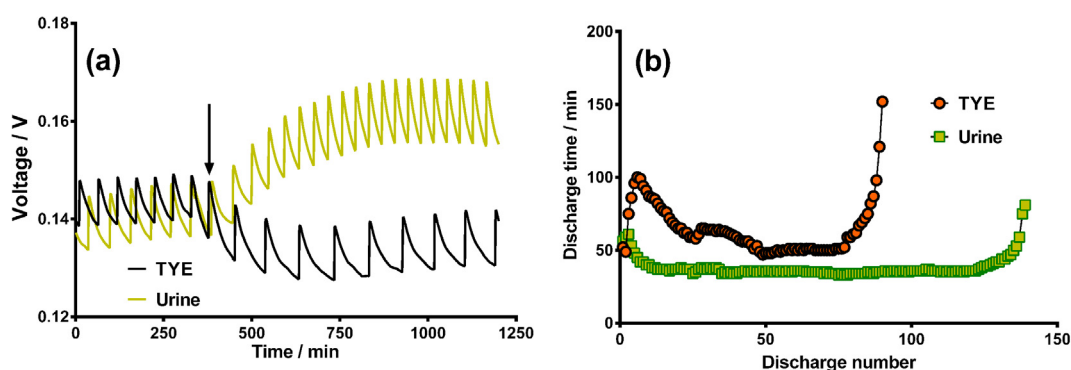 (a)
Voltage / V
0.18
0.16
0.14
0.12
TYE
Urine
0
250
500
750
1000
1250
Time / min
(b)
Discharge time / min
200
150
100
50
0
TYE
Urine
0
50
100
150
Discharge number